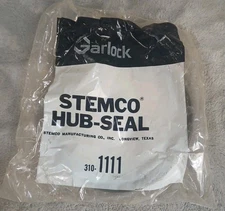 Garlock
STEMCO®
HUB-SEAL
STEMCO MANUFACTURING CO., INC. LONGVIEW, TEXAS
310-1111